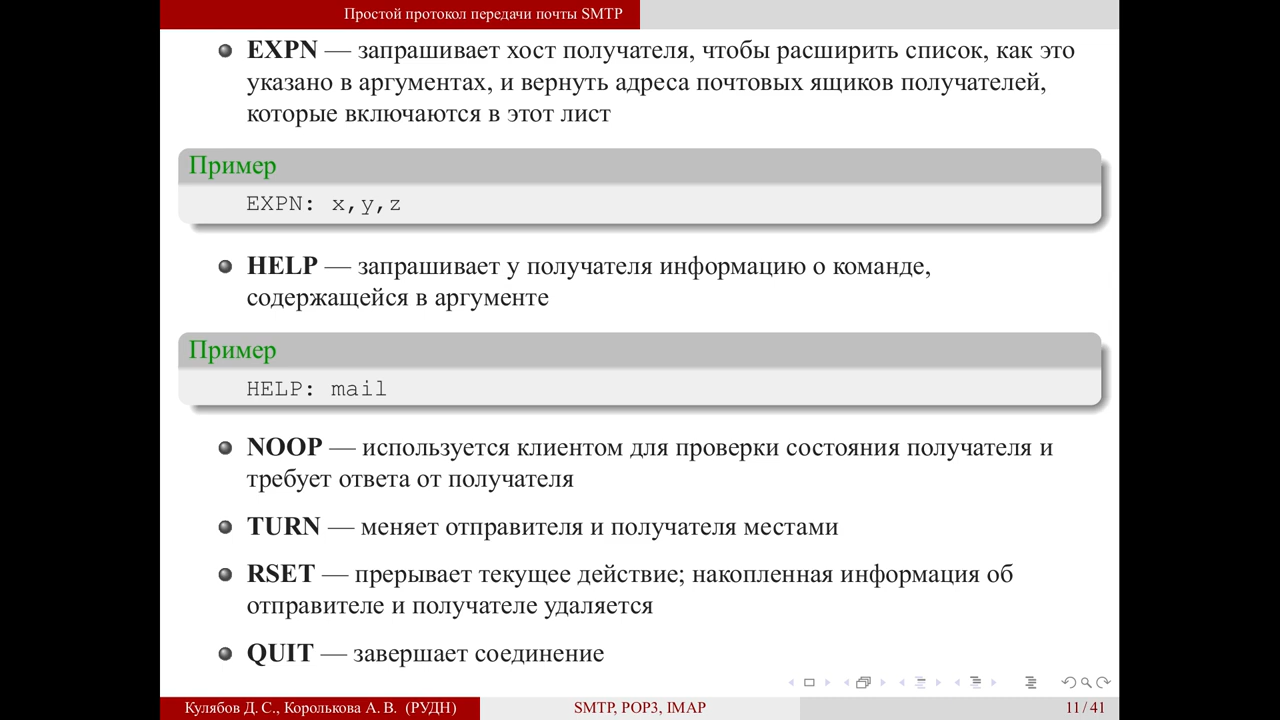 Простой протокол передачи почты SMTP
EXPN — запрашивает хост получателя, чтобы расширить список, как это
указано в аргументах, и вернуть адреса почтовых ящиков получателей,
которые включаются в этот лист
Пример
EXPN: x,y,z
HELP — запрашивает у получателя информацию о команде,
содержащейся в аргументе
Пример
HELP: mail
NOOP — используется клиентом для проверки состояния получателя и
требует ответа от получателя
TURN — меняет отправителя и получателя местами
RSET — прерывает текущее действие; накопленная информация об
отправителе и получателе удаляется
QUIT — завершает соединение
Кулябов Д. С., Королькова А. В. (РУДН)
SMTP, POP3, IMAP
11 / 41